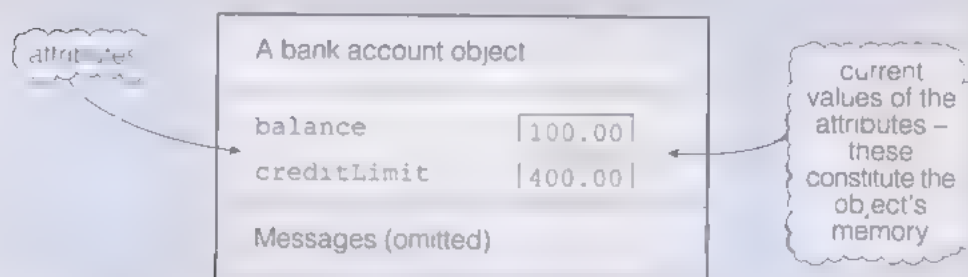 attributes
A bank account object
balance 100.00
creditLimit 400.00
Messages (omitted)
current
values of the
attributes –
these
constitute the
object's
memory